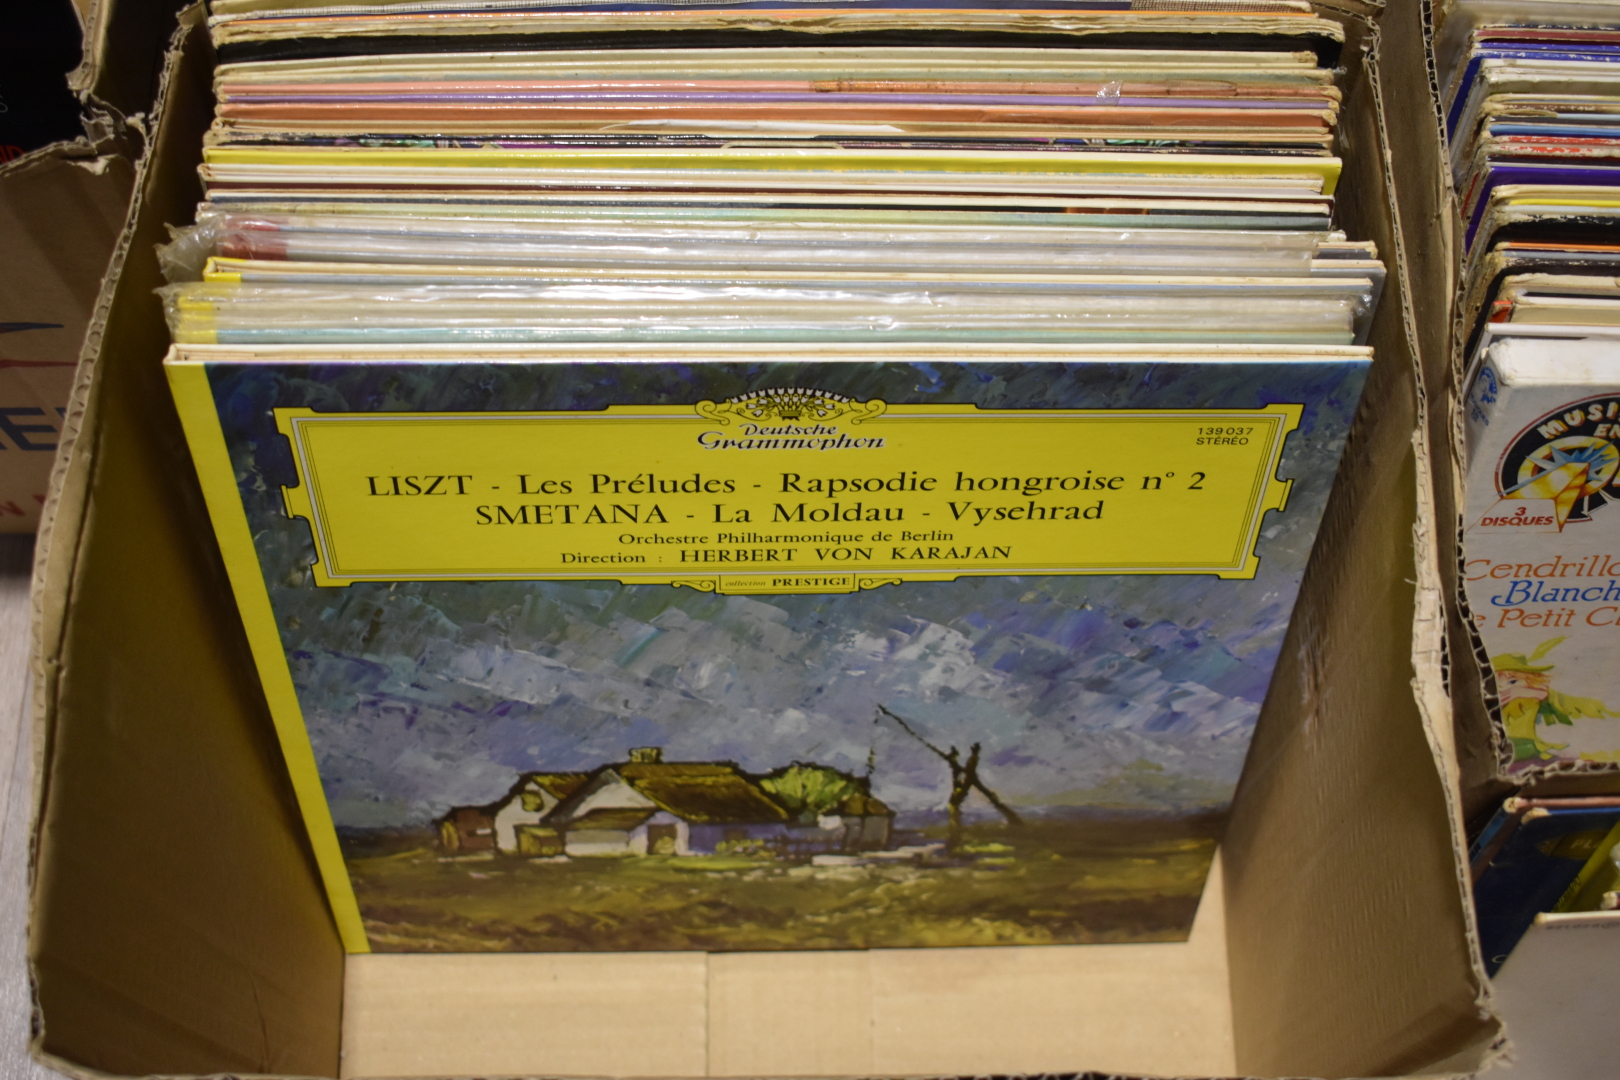 Deutsche
Grammophon
139 037
STÉRÉO
LISZT - Les Préludes - Rapsodie hongroise n° 2
SMETANA - La Moldau - Vysehrad
Orchestre Philharmonique de Berlin
Direction : HERBERT VON KARAJAN
collection PRESTIGE
3
DISQUES
Cendrillo
Blanch
Petit C